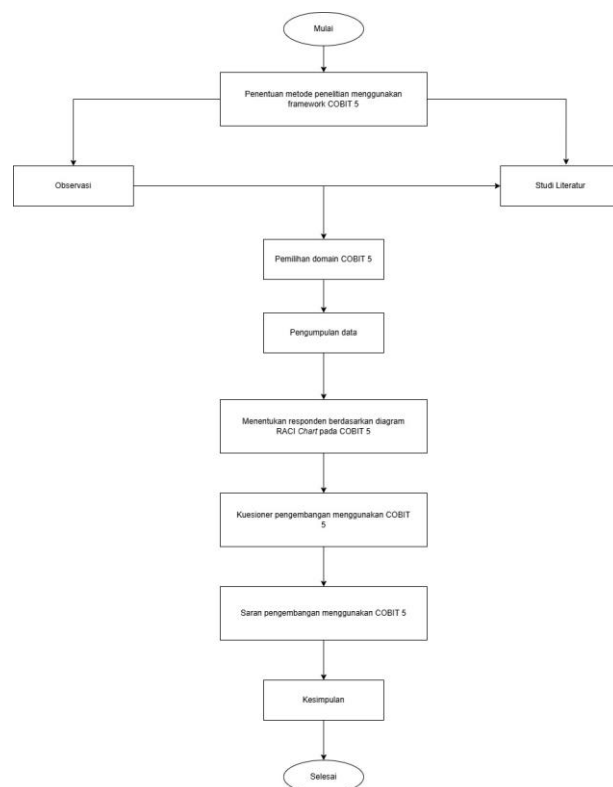 Mulai
Penentuan metode penelitian menggunakan
framework COBIT 5
Observasi
Studi Literatur
Pemilihan domain COBIT 5
Pengumpulan data
Menentukan responden berdasarkan diagram
RACI Chart pada COBIT 5
Kuesioner pengembangan menggunakan COBIT
5
Saran pengembangan menggunakan COBIT 5
Kesimpulan
Selesai